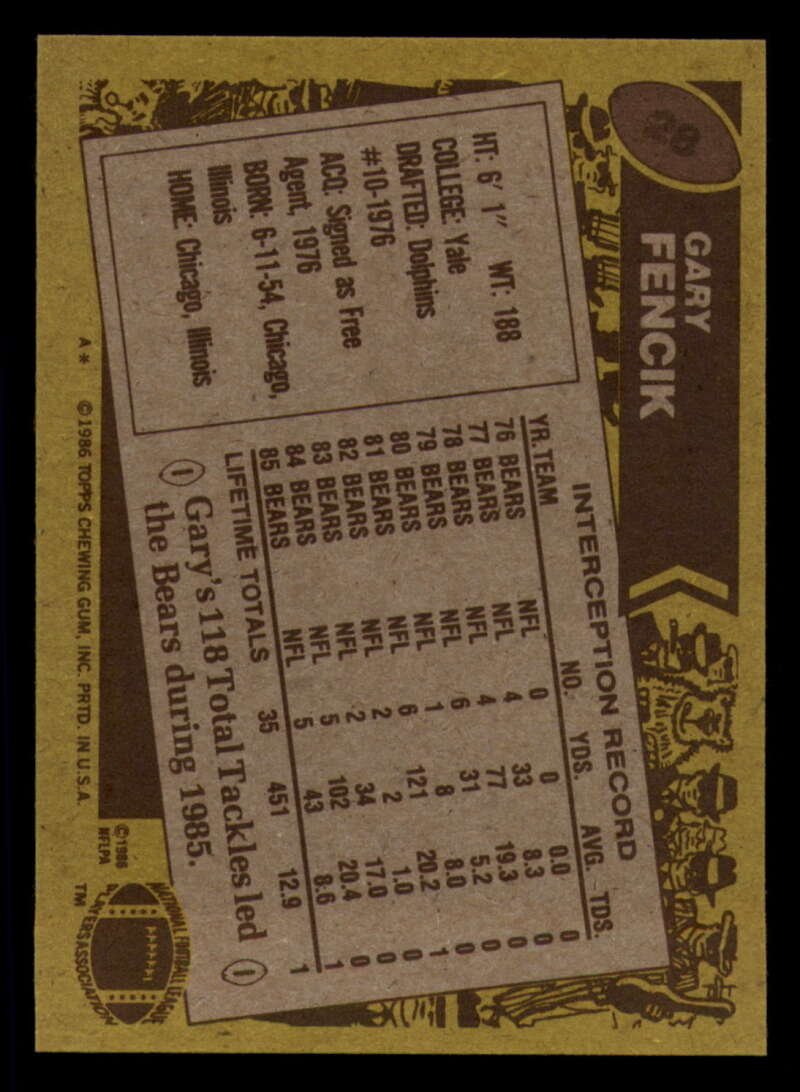 28
GARY
FENCIK
HT: 6' 1" WT: 188
COLLEGE: Yale
DRAFTED: Dolphins
#10-1976
ACQ: Signed as Free
Agent, 1976
BORN: 6-11-54, Chicago,
Illinois
HOME: Chicago, Illinois
INTERCEPTION RECORD
YR. TEAM NO. YDS. AVG. TDS.
76 BEARS NFL 0 0 0.0 0
77 BEARS NFL 4 33 8.3 0
78 BEARS NFL 4 77 19.3 0
79 BEARS NFL 6 31 5.2 0
80 BEARS NFL 1 8 8.0 0
81 BEARS NFL 6 121 20.2 1
82 BEARS NFL 2 2 1.0 0
83 BEARS NFL 2 34 17.0 0
84 BEARS NFL 5 102 20.4 0
85 BEARS NFL 5 43 8.6 1
LIFETIME TOTALS 35 451 12.9 1
Gary's 118 Total Tackles led
the Bears during 1985.
A* ©1986 TOPPS CHEWING GUM, INC. PRTD. IN U.S.A.
©1986
NFLPA
NATIONAL FOOTBALL LEAGUE
PLAYERS ASSOCIATION
TM